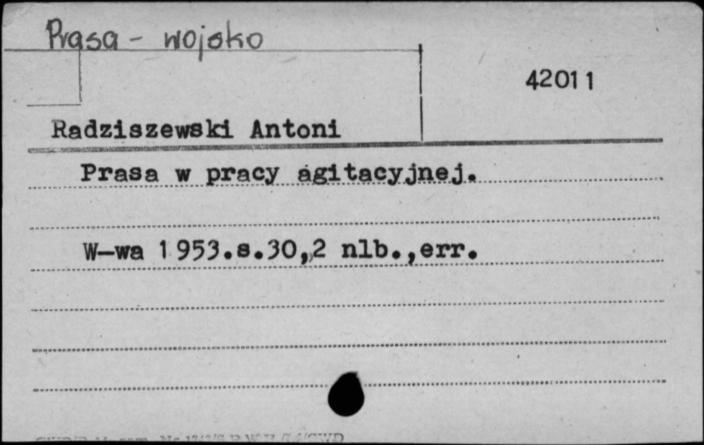 Prasa - wojsko
42011
Radziszewski Antoni
Prasa w pracy agitacyjnej.
W-wa 1953.s.30,2 nlb.,err.